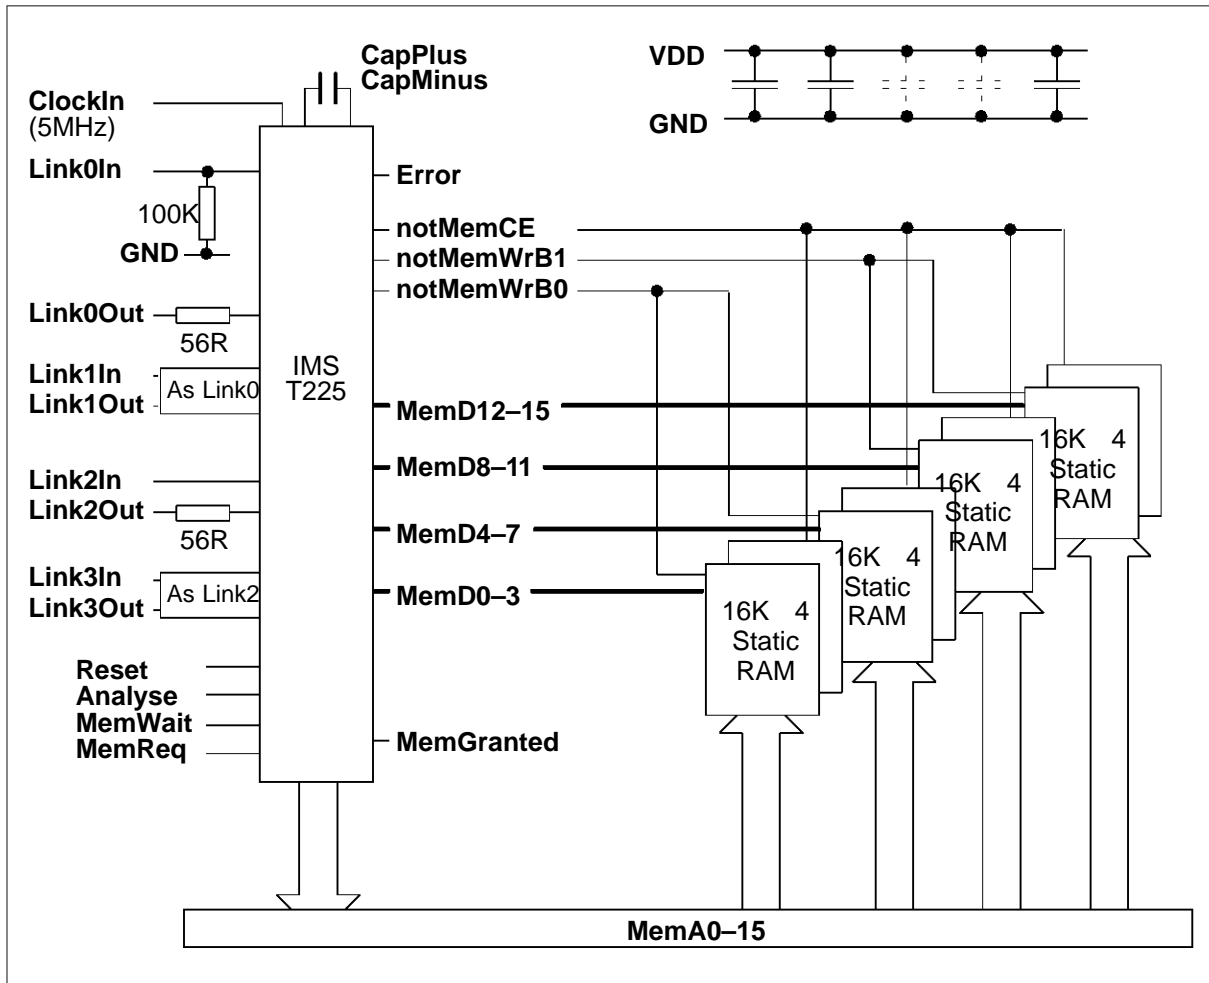 CapPlus
CapMinus
VDD
GND
ClockIn
(5MHz)
Link0In
100K
GND
Error
notMemCE
notMemWrB1
notMemWrB0
Link0Out
56R
IMS
T225
Link1In
As Link0
Link1Out
MemD12–15
MemD8–11
MemD4–7
MemD0–3
Link2In
Link2Out
56R
Link3In
As Link2
Link3Out
16K 4
Static
RAM
16K 4
Static
RAM
16K 4
Static
RAM
16K 4
Static
RAM
Reset
Analyse
MemWait
MemReq
MemGranted
MemA0–15